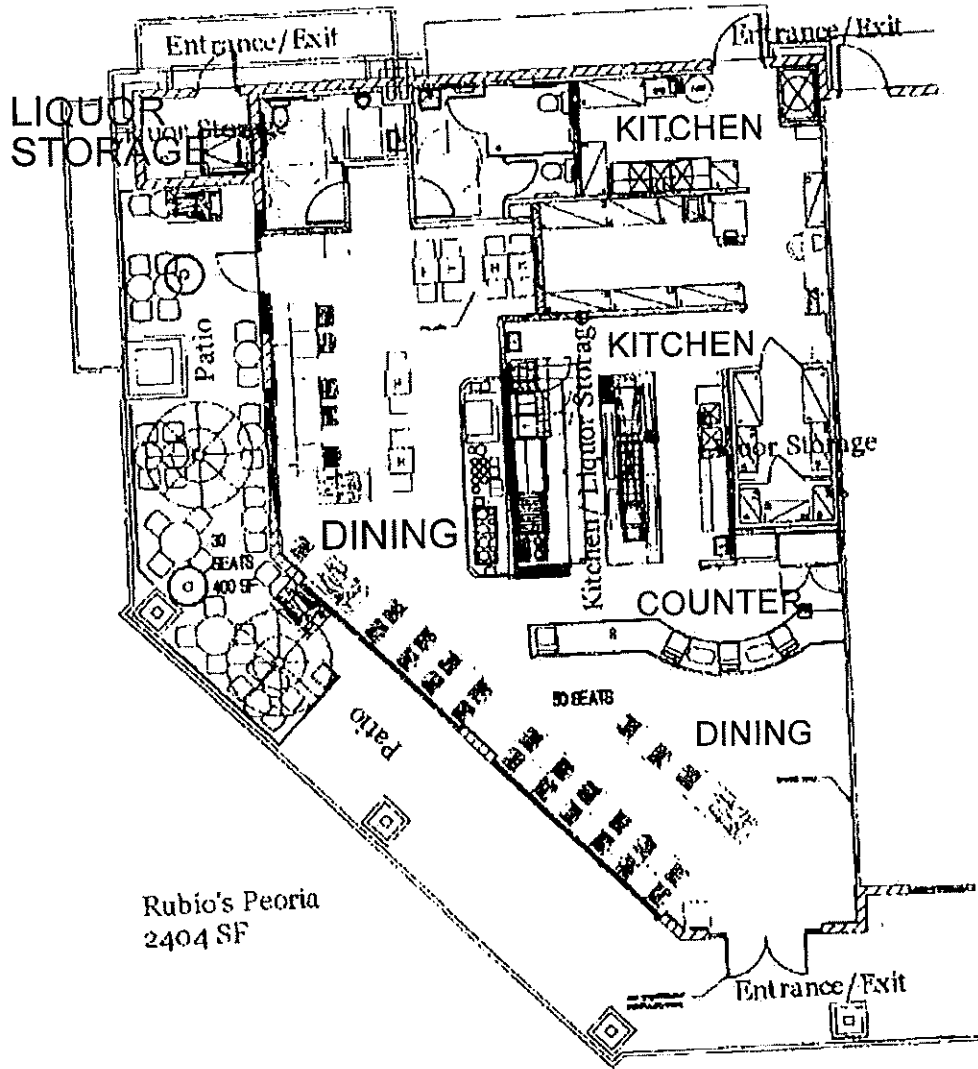 Entrance/Exit
Entrance/Exit
LIQUOR
STORAGE
Liquor Storage
KITCHEN
Patio
KITCHEN
Kitchen/Liquor Storage
Liquor Storage
DINING
30
SEATS
400 SF
COUNTER
50 SEATS
Patio
DINING
Rubio's Peoria
2404 SF
Entrance/Exit